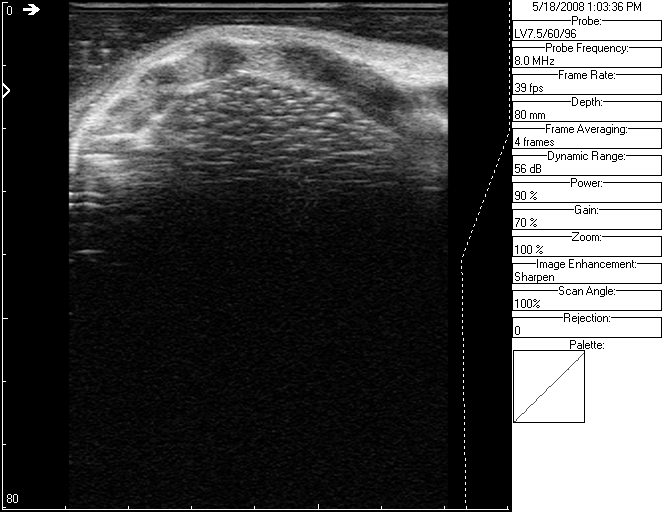 0
80
5/18/2008 1:03:36 PM
Probe:
LV7.5/60/96
Probe Frequency:
8.0 MHz
Frame Rate:
39 fps
Depth:
80 mm
Frame Averaging:
4 frames
Dynamic Range:
56 dB
Power:
90 %
Gain:
70 %
Zoom:
100 %
Image Enhancement:
Sharpen
Scan Angle:
100%
Rejection:
0
Palette: